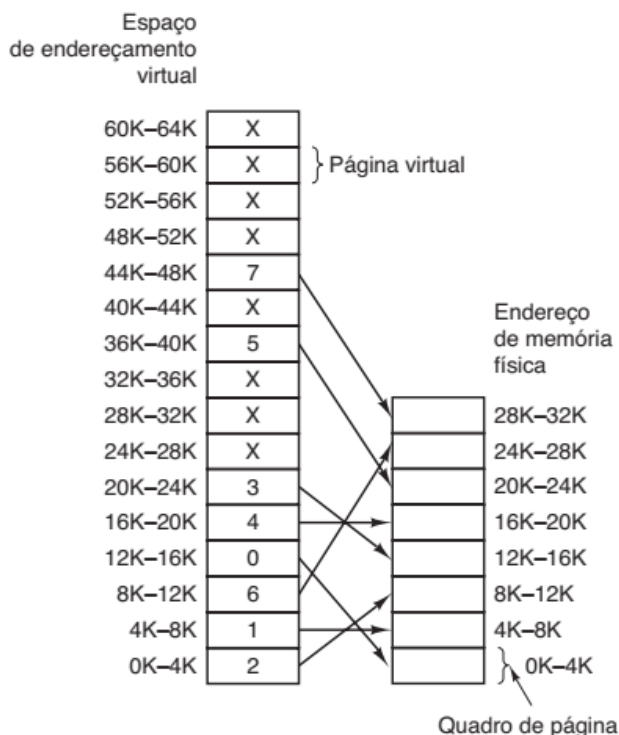 Espaço
de endereçamento
virtual
60K–64K X
56K–60K X Página virtual
52K–56K X
48K–52K X
44K–48K 7
40K–44K X
36K–40K 5
32K–36K X
28K–32K X
24K–28K X
20K–24K 3
16K–20K 4
12K–16K 0
8K–12K 6
4K–8K 1
0K–4K 2
Endereço
de memória
física
28K–32K
24K–28K
20K–24K
16K–20K
12K–16K
8K–12K
4K–8K
0K–4K
Quadro de página